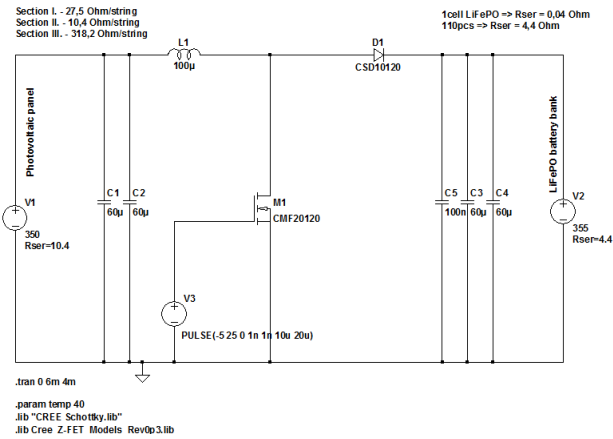 Section I. - 27,5 Ohm/string
Section II. - 10,4 Ohm/string
Section III. - 318,2 Ohm/string
1cell LiFePO => Rser = 0,04 Ohm
110pcs => Rser = 4,4 Ohm
L1
100µ
D1
CSD10120
Photovoltaic panel
LiFePO battery bank
C1
60µ
C2
60µ
C5
100n
C3
60µ
C4
60µ
V1
350
Rser=10.4
M1
CMF20120
V2
355
Rser=4.4
V3
PULSE(-5 25 0 1n 1n 10u 20u)
.tran 0 6m 4m
.param temp 40
.lib "CREE Schottky.lib"
.lib Cree_Z-FET_Models_Rev0p3.lib